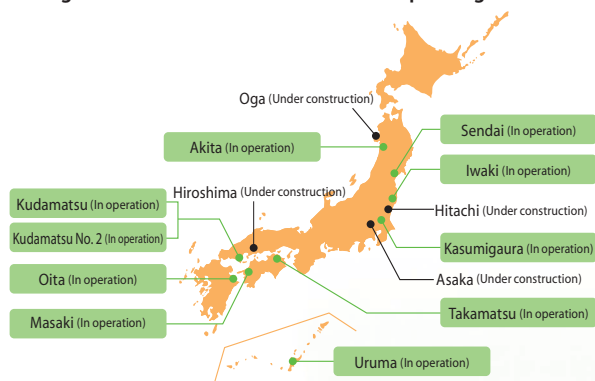 Oga (Under construction)
Akita (In operation)
Sendai (In operation)
Iwaki (In operation)
Kudamatsu (In operation)
Hiroshima (Under construction)
Hitachi (Under construction)
Kudamatsu No. 2 (In operation)
Kasumigaura (In operation)
Oita (In operation)
Asaka (Under construction)
Masaki (In operation)
Takamatsu (In operation)
Uruma (In operation)